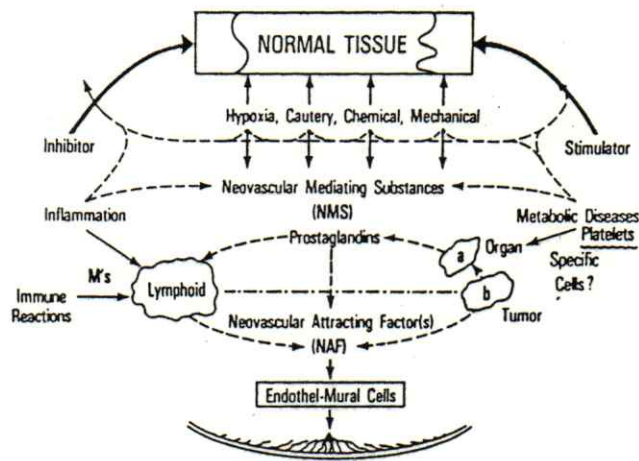 NORMAL TISSUE
Hypoxia, Cautery, Chemical, Mechanical
Inhibitor
Stimulator
Neovascular Mediating Substances
(NMS)
Inflammation
Metabolic Diseases
Platelets
Prostaglandins
a
Organ
Specific
Cells?
M's
Lymphoid
b
Immune
Reactions
Tumor
Neovascular Attracting Factor(s)
(NAF)
Endothel-Mural Cells